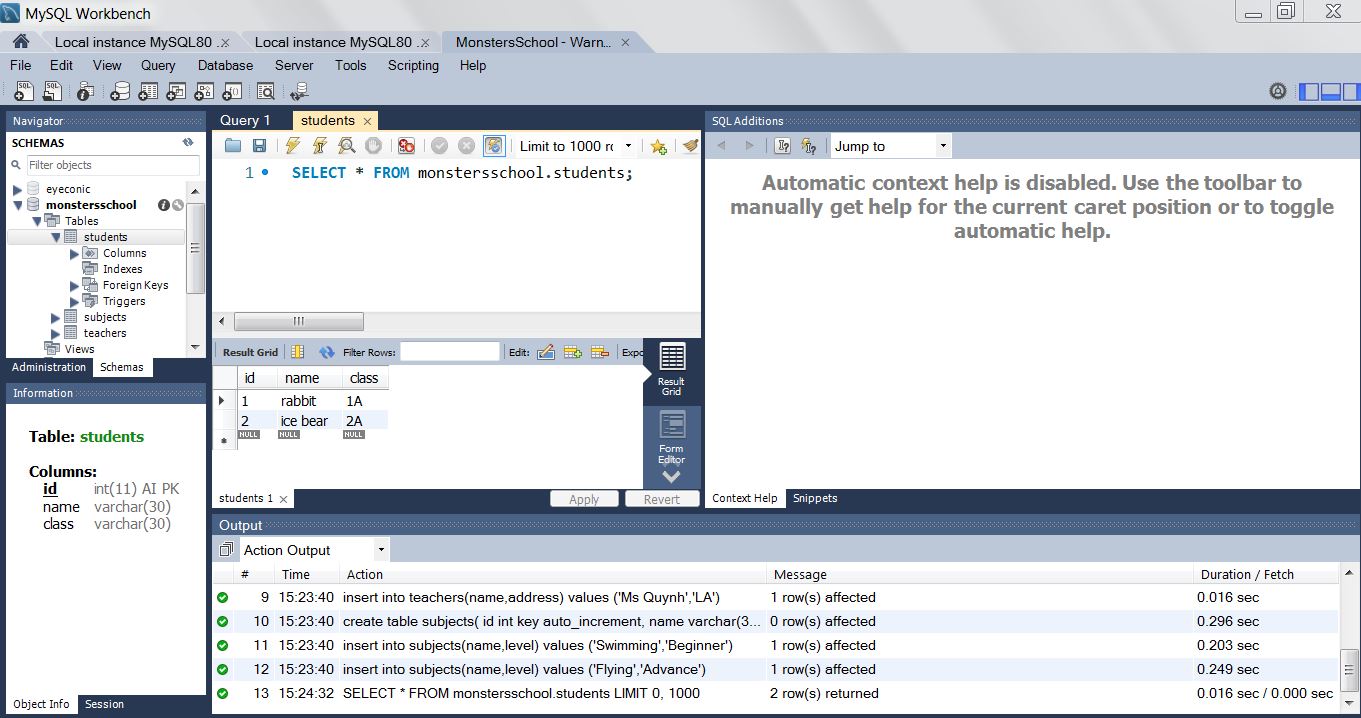 MySQL Workbench
Local instance MySQL80 .x Local instance MySQL80 .x MonstersSchool - Warn... x
File Edit View Query Database Server Tools Scripting Help
Navigator
SCHEMAS
Filter objects
eyeconic
monstersschool
Tables
students
Columns
Indexes
Foreign Keys
Triggers
subjects
teachers
Views
Administration Schemas
Information
Table: students
Columns:
id int(11) AI PK
name varchar(30)
class varchar(30)
Object Info Session
Query 1 students x
Limit to 1000 rc
1 SELECT * FROM monstersschool.students;
Result Grid Filter Rows: Edit: Expo
id name class
1 rabbit 1A
2 ice bear 2A
NULL NULL NULL
Result
Grid
Form
Editor
students 1 x
Apply Revert
SQL Additions
Jump to
Automatic context help is disabled. Use the toolbar to
manually get help for the current caret position or to toggle
automatic help.
Context Help Snippets
Output
Action Output
# Time Action Message Duration / Fetch
9 15:23:40 insert into teachers(name,address) values ('Ms Quynh','LA') 1 row(s) affected 0.016 sec
10 15:23:40 create table subjects( id int key auto_increment, name varchar(3... 0 row(s) affected 0.296 sec
11 15:23:40 insert into subjects(name,level) values ('Swimming','Beginner') 1 row(s) affected 0.203 sec
12 15:23:40 insert into subjects(name,level) values ('Flying','Advance') 1 row(s) affected 0.249 sec
13 15:24:32 SELECT * FROM monstersschool.students LIMIT 0, 1000 2 row(s) returned 0.016 sec / 0.000 sec